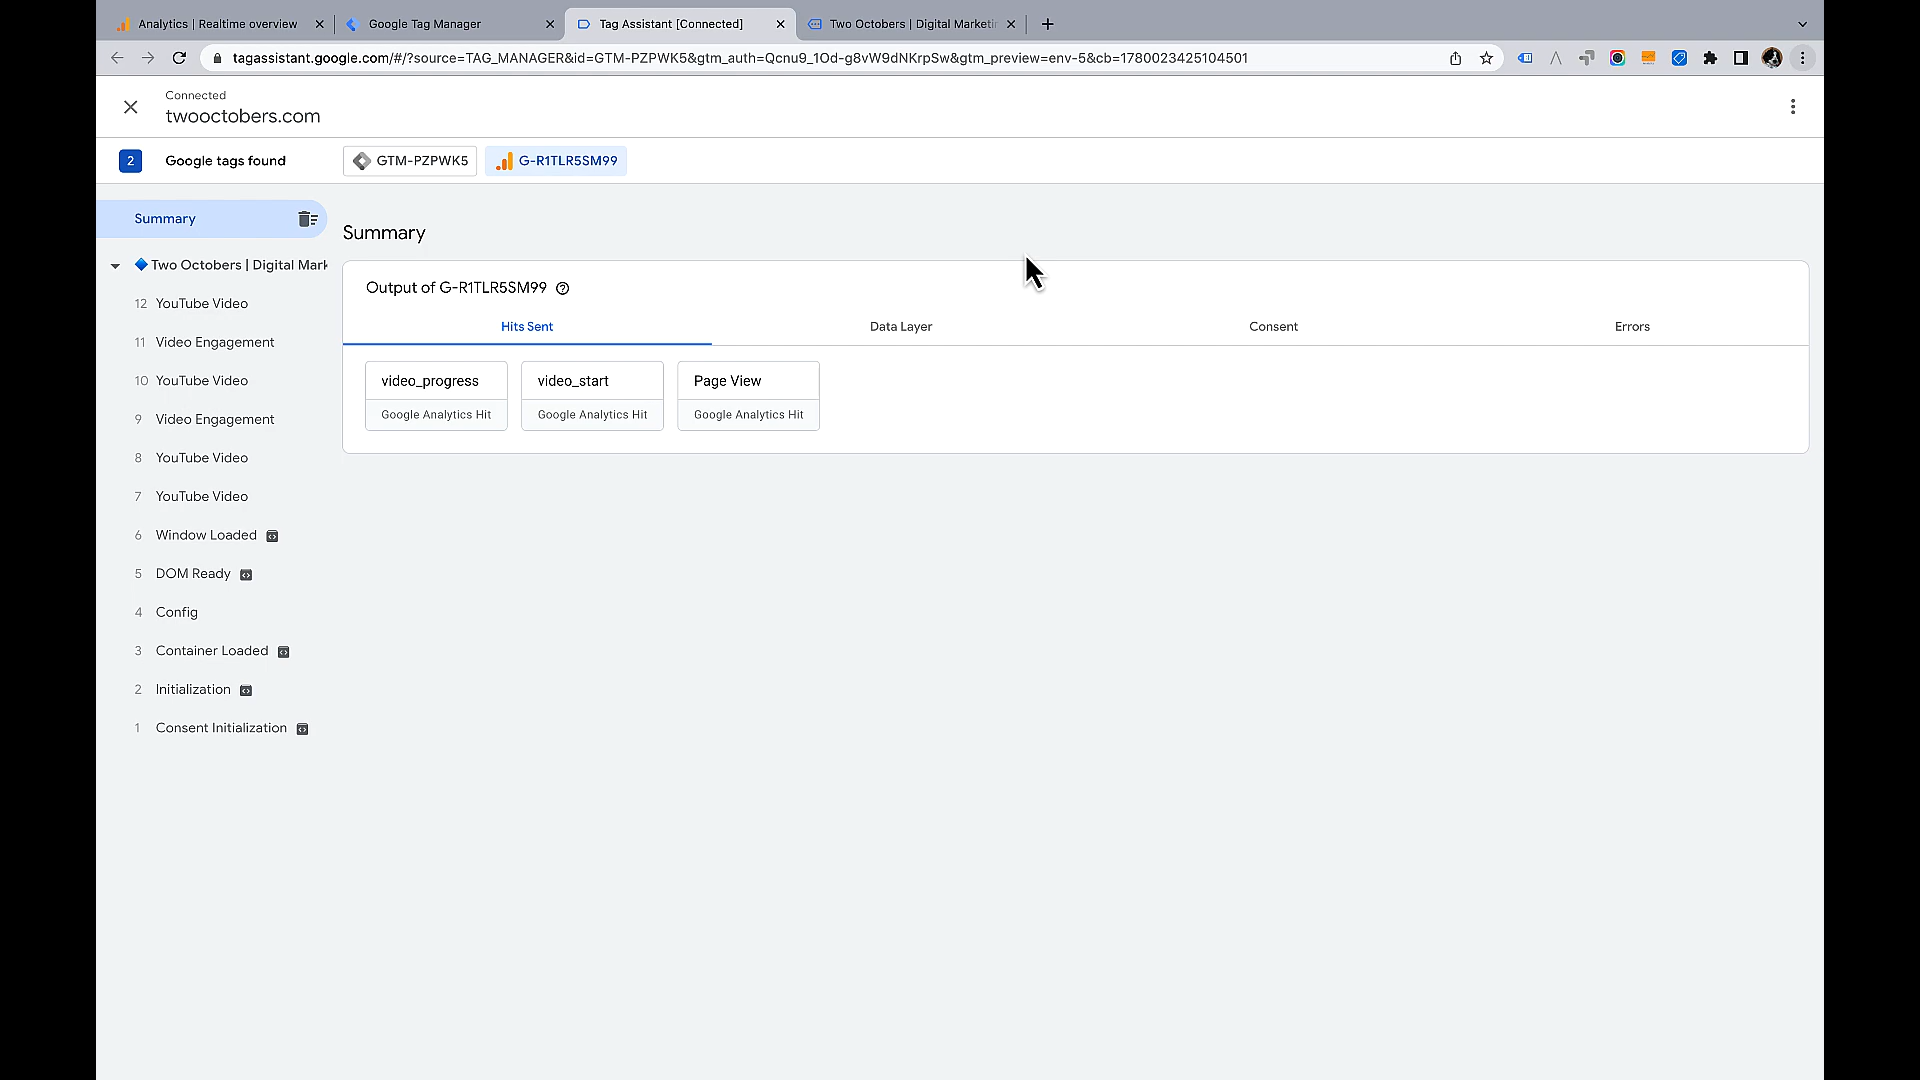 Analytics | Realtime overview
Google Tag Manager
Tag Assistant [Connected]
Two Octobers | Digital Marketin
tagassistant.google.com/#/?source=TAG_MANAGER&id=GTM-PZPWK5&gtm_auth=Qcnu9_1Od-g8vW9dNKrpSw&gtm_preview=env-5&cb=1780023425104501
Connected
twooctobers.com
2 Google tags found GTM-PZPWK5 G-R1TLR5SM99
Summary
Two Octobers | Digital Mark
12 YouTube Video
11 Video Engagement
10 YouTube Video
9 Video Engagement
8 YouTube Video
7 YouTube Video
6 Window Loaded
5 DOM Ready
4 Config
3 Container Loaded
2 Initialization
1 Consent Initialization
Summary
Output of G-R1TLR5SM99
Hits Sent Data Layer Consent Errors
video_progress
Google Analytics Hit
video_start
Google Analytics Hit
Page View
Google Analytics Hit